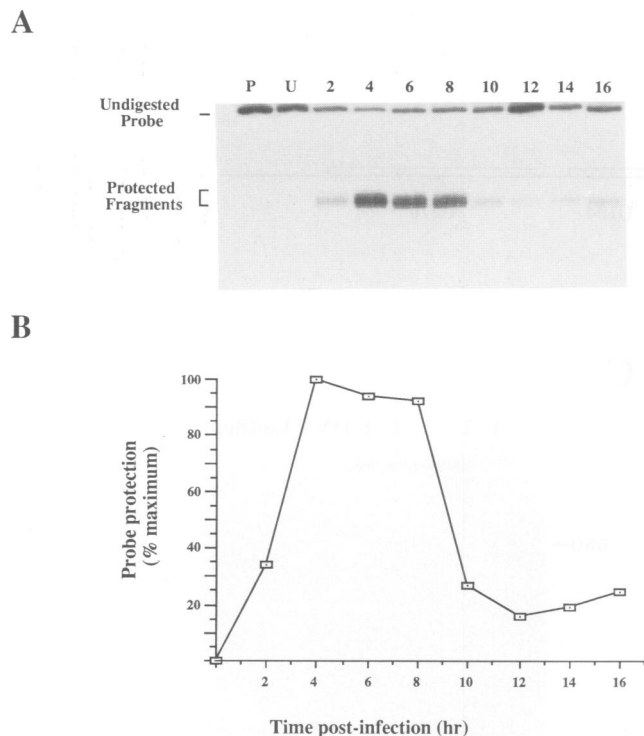 A
P U 2 4 6 8 10 12 14 16
Undigested
Probe
Protected
Fragments
B
Probe protection
(% maximum)
100
80
60
40
20
2 4 6 8 10 12 14 16
Time post-infection (hr)